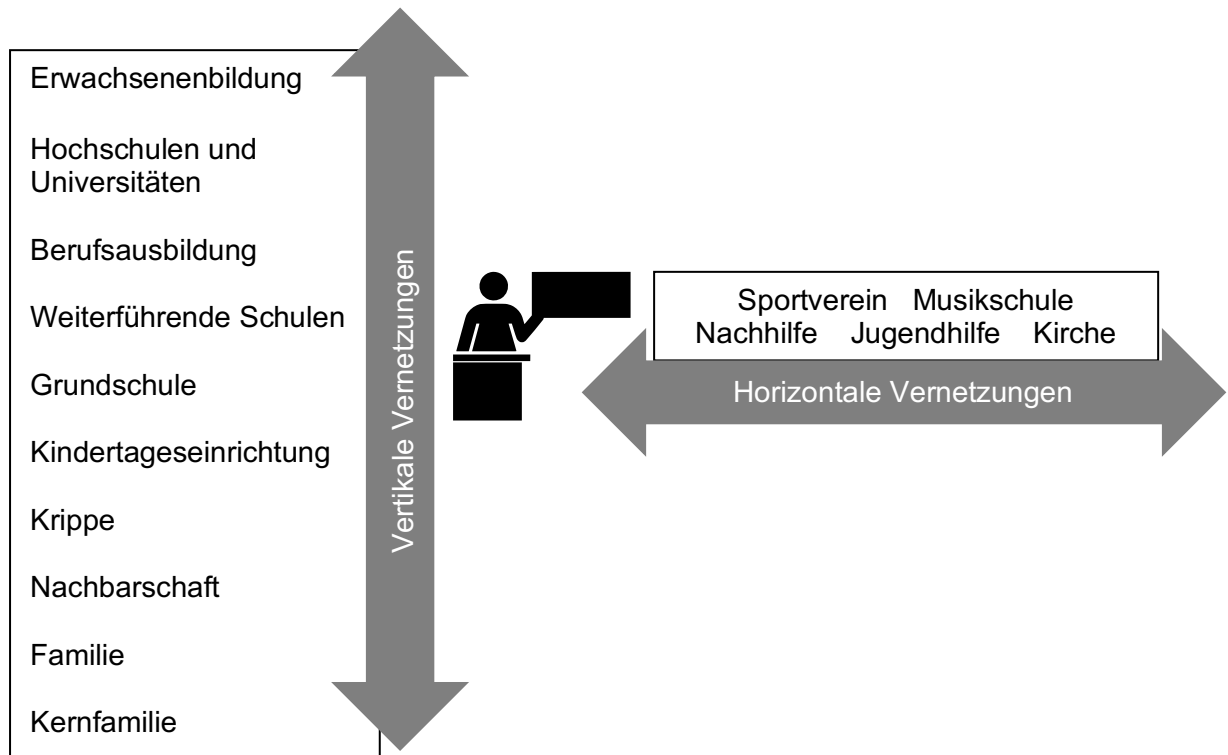 Erwachsenenbildung
Hochschulen und
Universitäten
Berufsausbildung
Weiterführende Schulen
Grundschule
Kindertageseinrichtung
Krippe
Nachbarschaft
Familie
Kernfamilie
Vertikale Vernetzungen
Sportverein Musikschule
Nachhilfe Jugendhilfe Kirche
Horizontale Vernetzungen